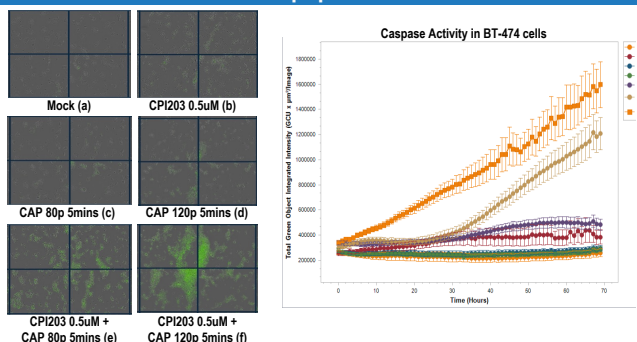 Mock (a)
CPI203 0.5uM (b)
CAP 80p 5mins (c)
CAP 120p 5mins (d)
CPI203 0.5uM +
CAP 80p 5mins (e)
CPI203 0.5uM +
CAP 120p 5mins (f)
Caspase Activity in BT-474 cells
Total Green Object Integrated Intensity (GCU x µm²/Image)
1800000
1600000
1400000
1200000
1000000
800000
600000
400000
200000
0
10
20
30
40
50
60
70
Time (Hours)